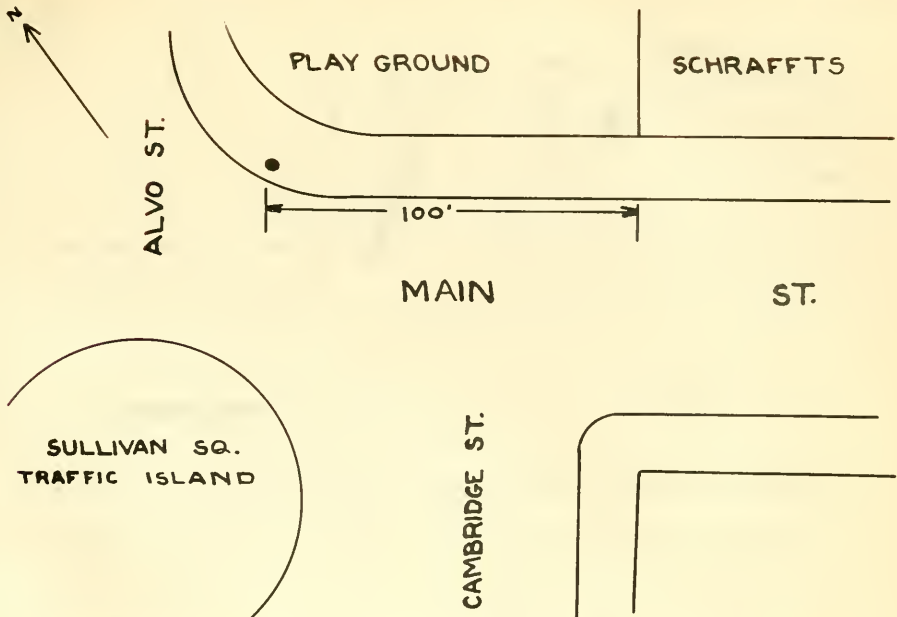 N
PLAY GROUND
SCHRAFFTS
ALVO ST.
100'
MAIN ST.
SULLIVAN SQ.
TRAFFIC ISLAND
CAMBRIDGE ST.